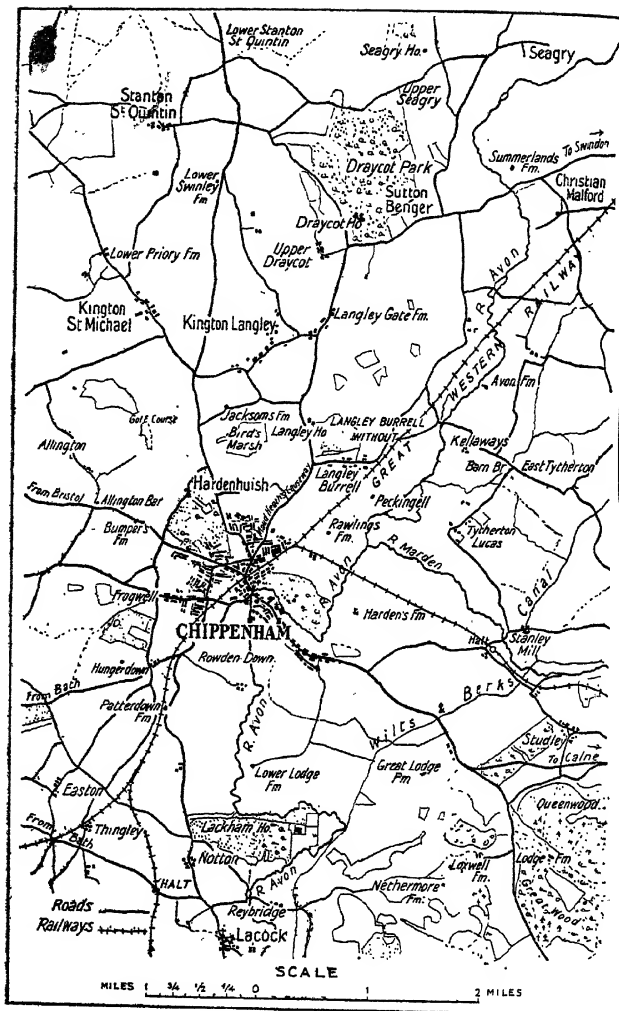 Lower Stanton
St Quintin
Seagry Ho.
Seagry
Upper
Seagry
Stanton
St Quintin
To Swindon
Draycot Park
Summerlands
Fm.
Lower
Swinley
Fm
Sutton
Benger
Christian
Malford
Draycot Ho
Upper
Draycot
Lower Priory Fm
R. Avon
RAILWAY
Kington
St Michael
Kington Langley
Langley Gate Fm.
WESTERN
Avon Fm
Golf Course
Jacksoms Fm
Bird's
Marsh
Langley Ho
LANGLEY BURRELL
WITHOUT
GREAT
Allington
Kellaways
Langley
Burrell
Barn Br
East Tytherton
From Bristol
Allington Bar
Hardenhuish
Peckingell
Bumper's
Fm
Rawlings
Fm.
Tytherton
Lucas
R. Marden
R. Avon
Canal
Frogwell
Harden's Fm
CHIPPENHAM
Halt
Stanley
Mill
Hungerdown
Rowden Down
From Bath
Berks
Patterdown
Fm
R. Avon
Wilts
Studley
To Calne
Lower Lodge
Fm
Great Lodge
Fm.
Easton
Queenwood
From
Bath
Thingley
Lackham Ho
Notton
Loxwell
Fm.
Lodge Fm
Great Wood
HALT
R. Avon
Nethermore
Fm.
Roads
Railways
Reybridge
Lacock
SCALE
MILES 1 3/4 1/2 1/4 0 1 2 MILES